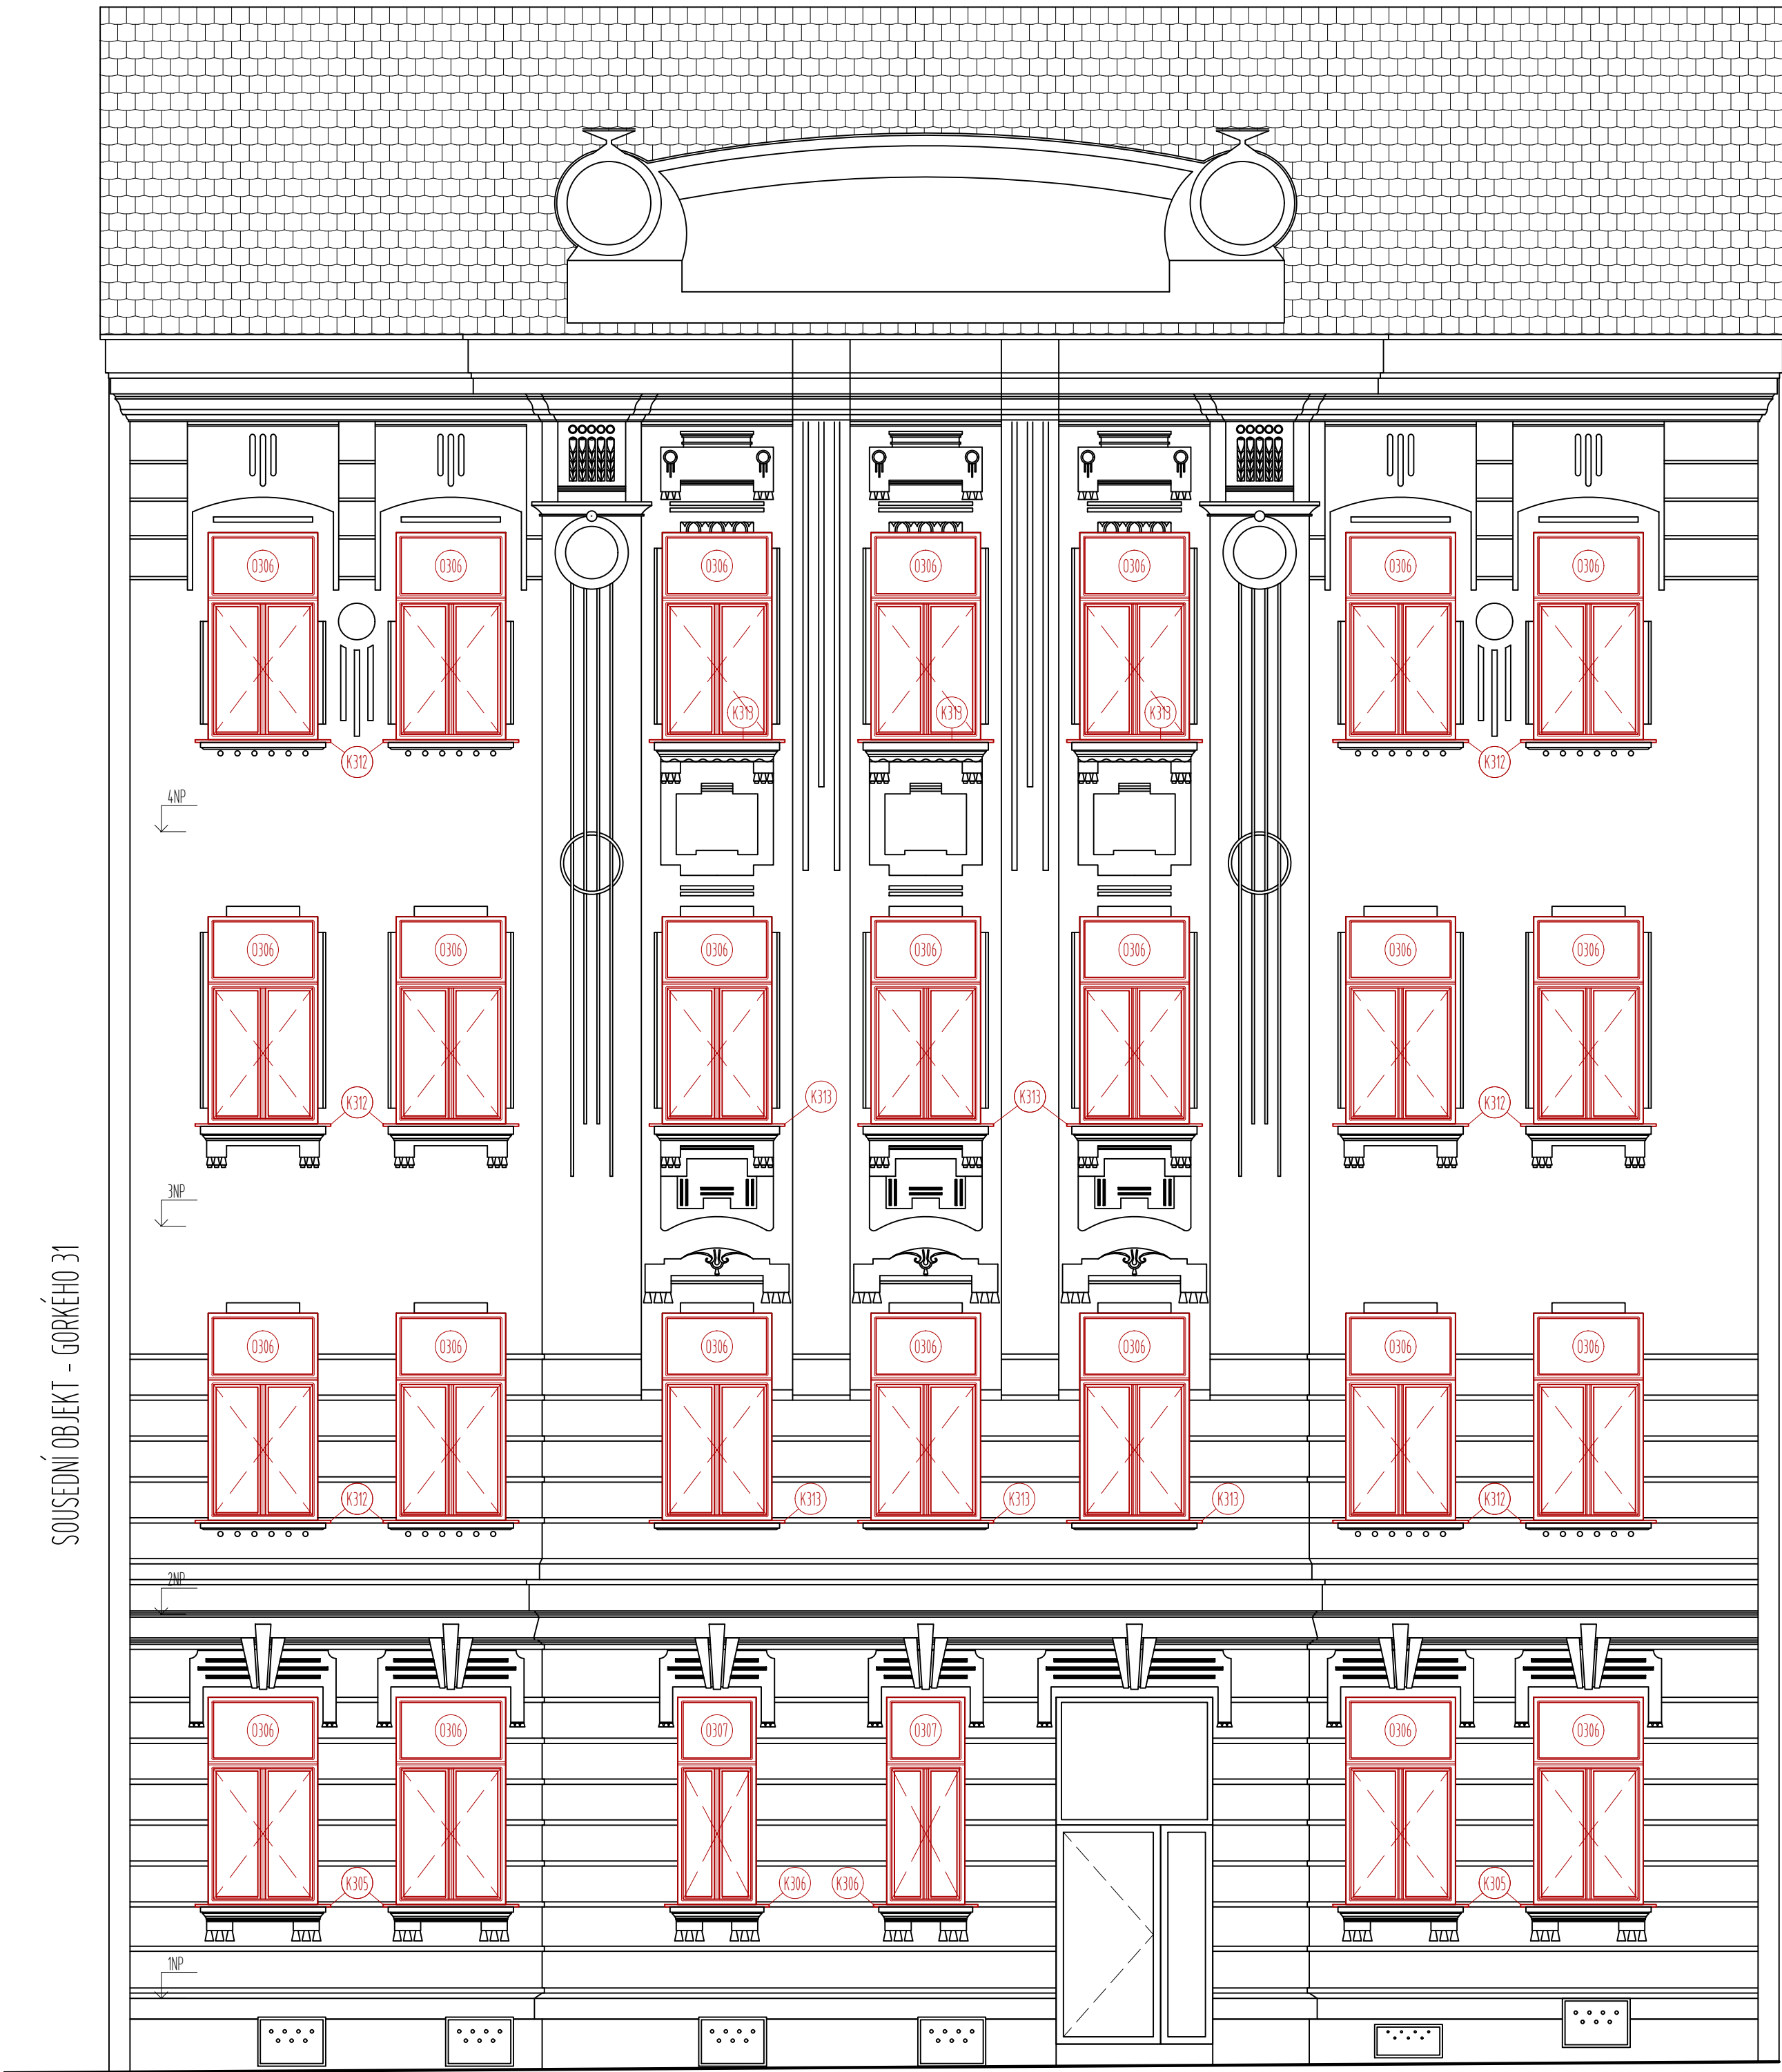 O306 O306 O306 O306 O306 O306 O306
K313 K313 K313
K312 K312
4NP
O306 O306 O306 O306 O306 O306 O306
K312 K313 K313 K312
3NP
SOUSEDNÍ OBJEKT - GORKÉHO 31
O306 O306 O306 O306 O306 O306 O306
K312 K313 K313 K313 K312
2NP
O306 O306 O307 O307 O306 O306
K305 K306 K306 K305
1NP